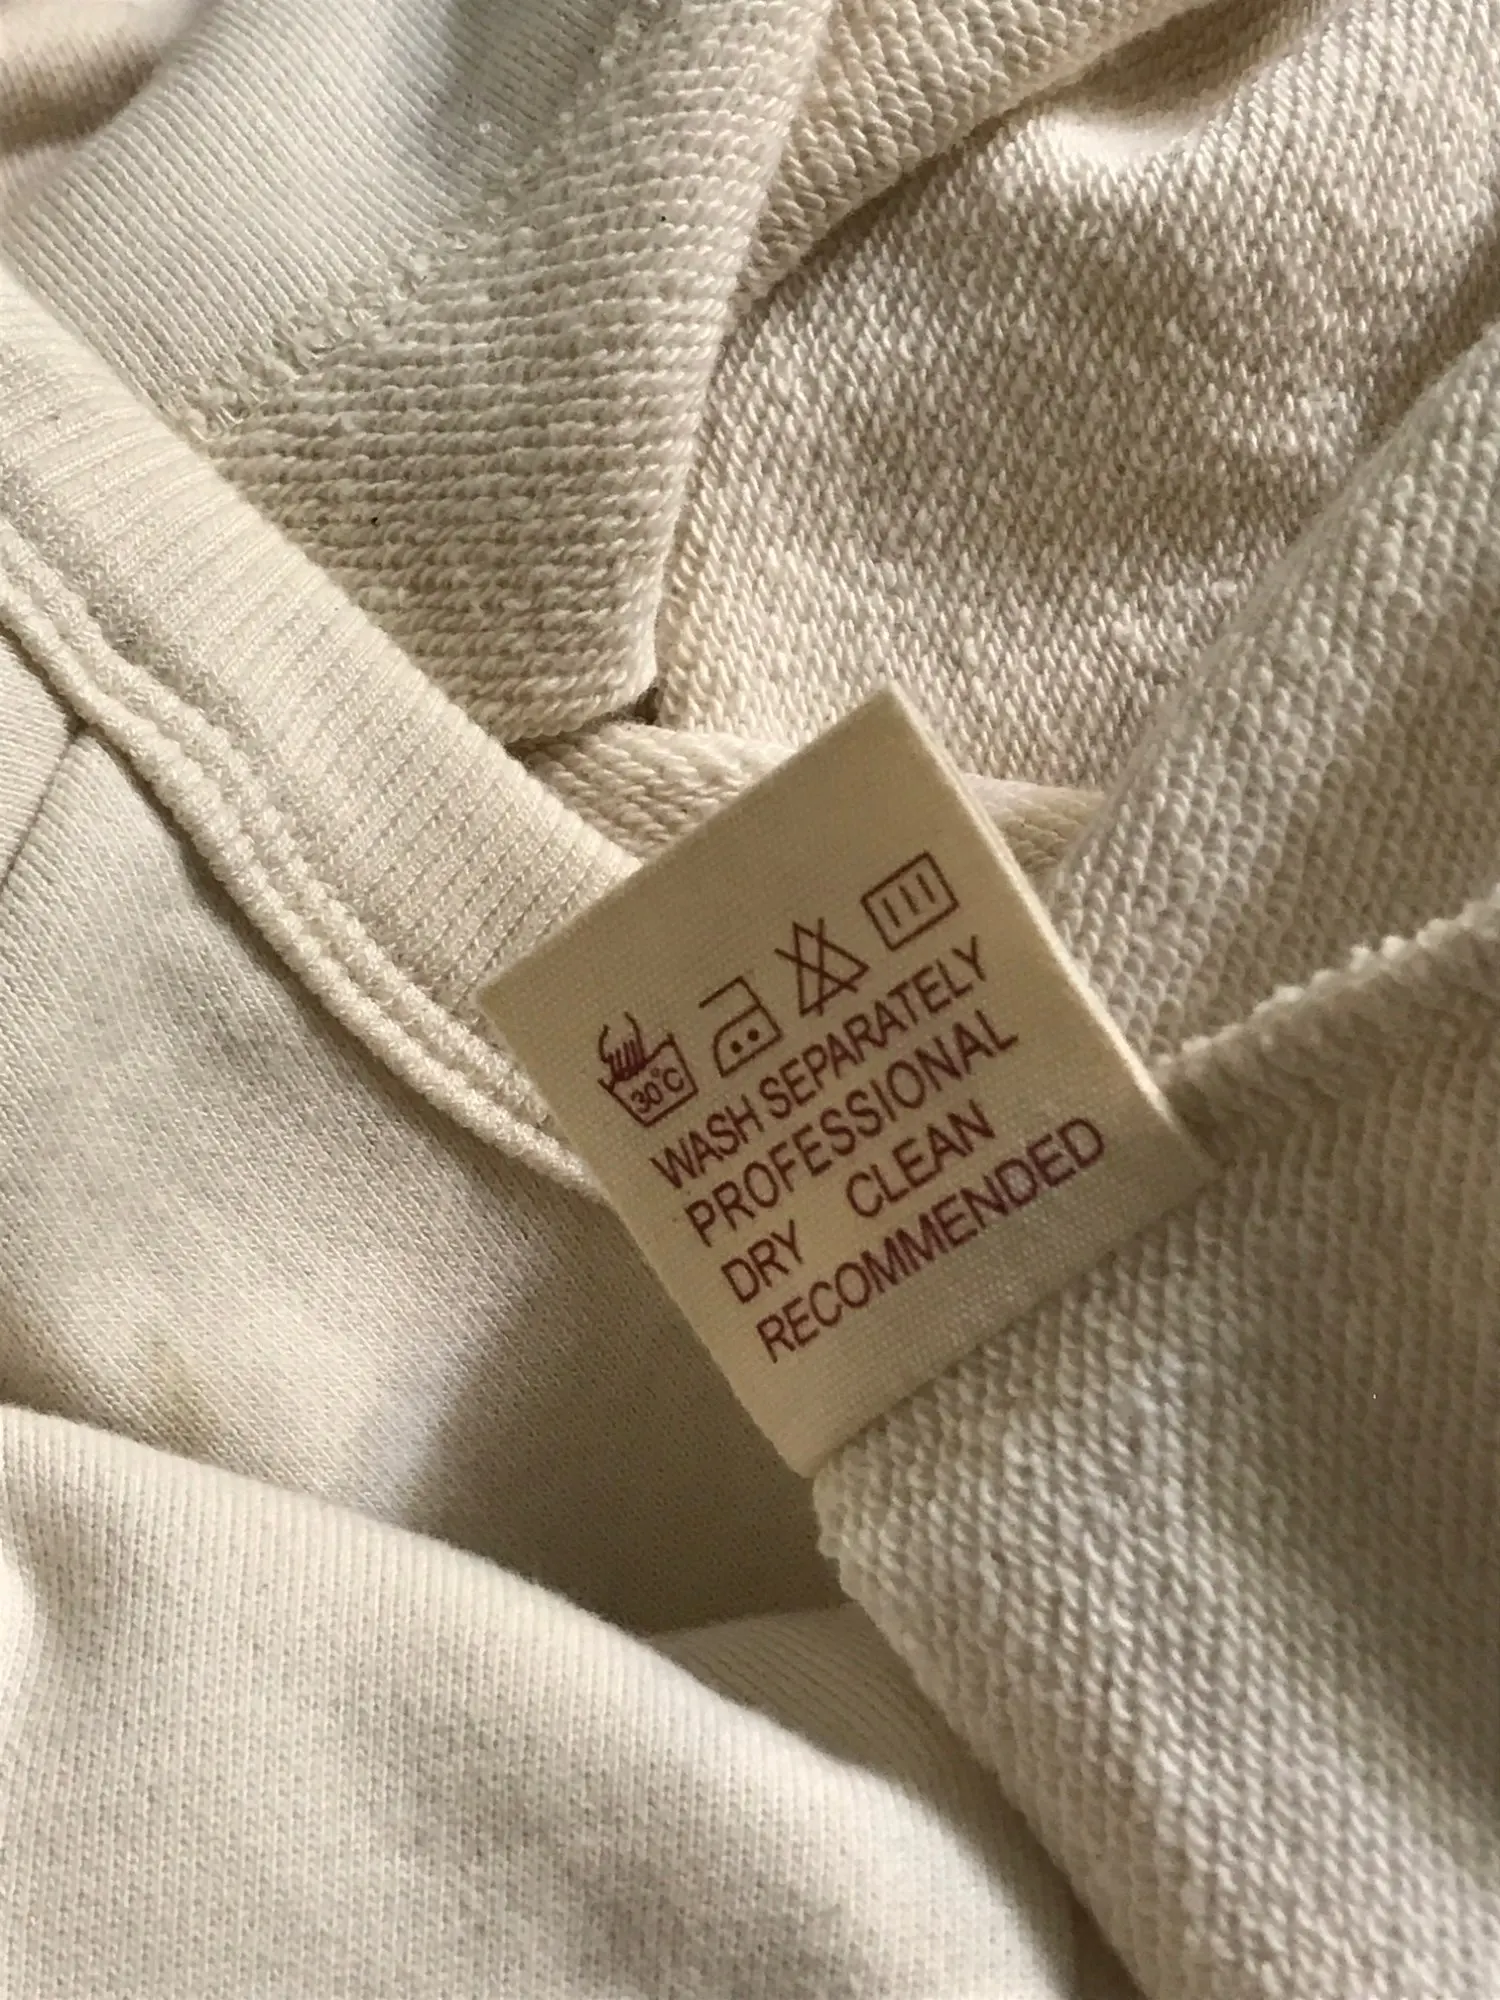 30°C
WASH SEPARATELY
PROFESSIONAL
DRY CLEAN
RECOMMENDED